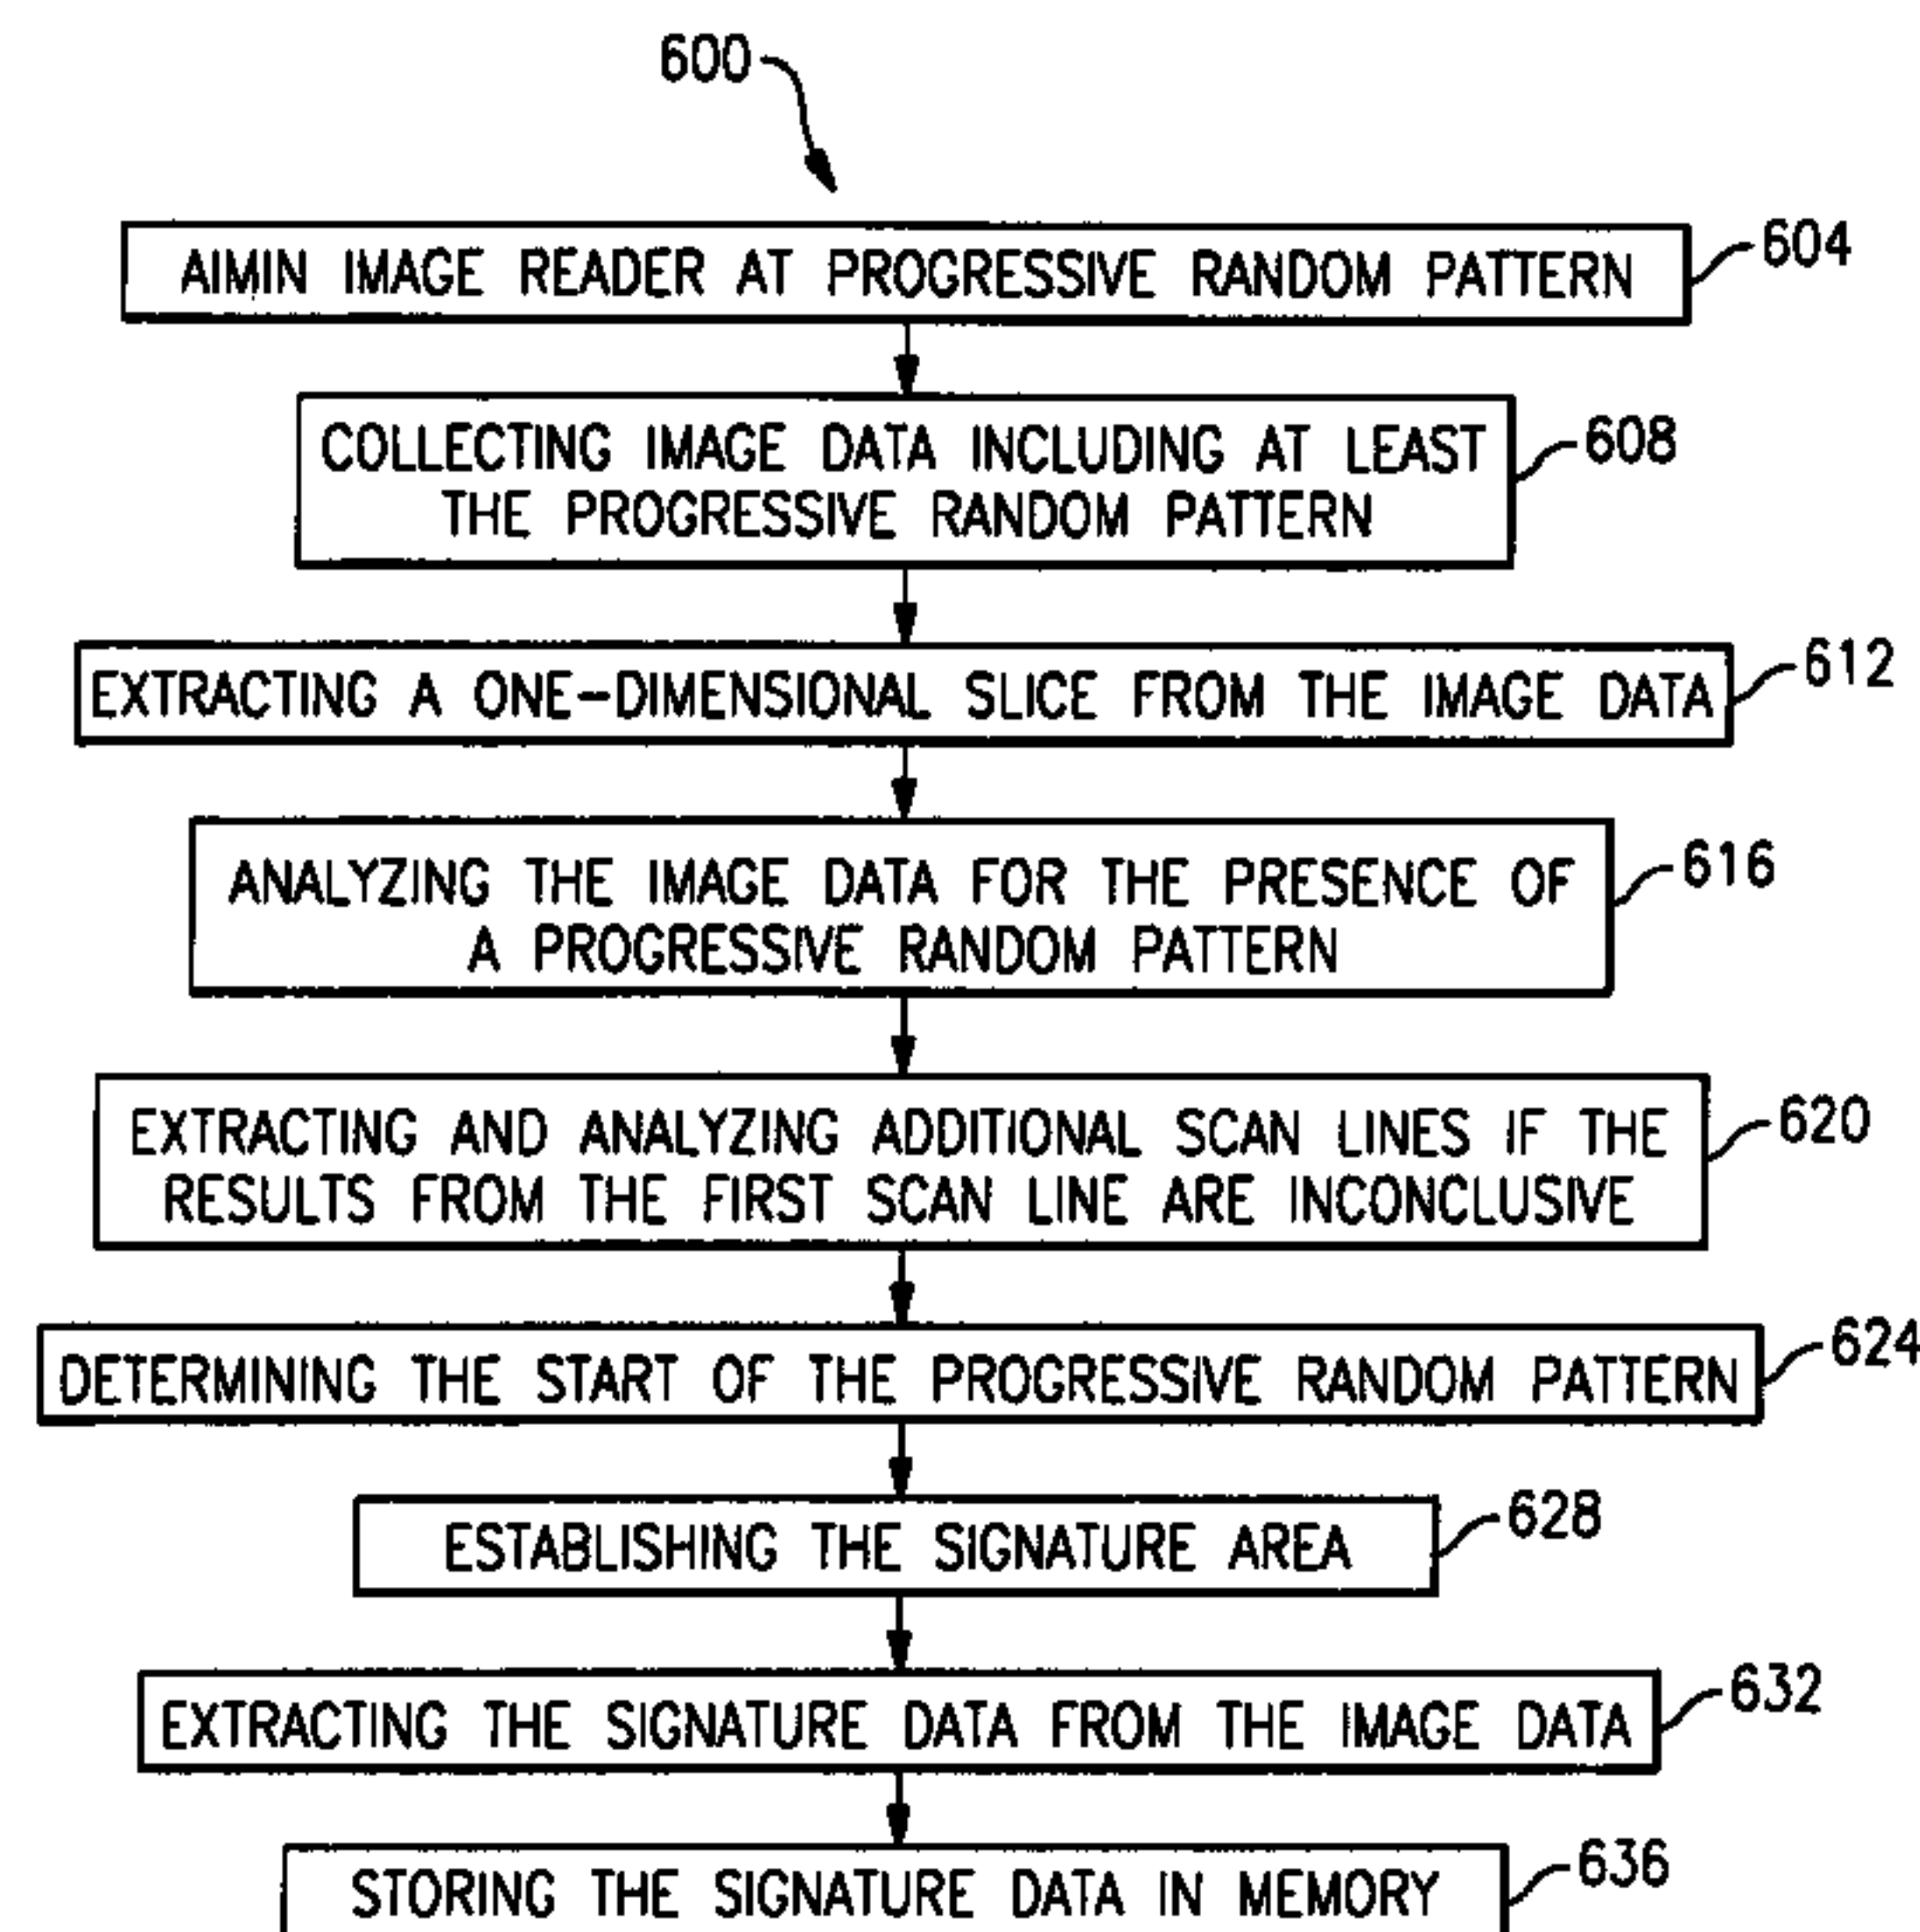 600
AIMIN IMAGE READER AT PROGRESSIVE RANDOM PATTERN
604
COLLECTING IMAGE DATA INCLUDING AT LEAST
THE PROGRESSIVE RANDOM PATTERN
608
EXTRACTING A ONE-DIMENSIONAL SLICE FROM THE IMAGE DATA
612
ANALYZING THE IMAGE DATA FOR THE PRESENCE OF
A PROGRESSIVE RANDOM PATTERN
616
EXTRACTING AND ANALYZING ADDITIONAL SCAN LINES IF THE
RESULTS FROM THE FIRST SCAN LINE ARE INCONCLUSIVE
620
DETERMINING THE START OF THE PROGRESSIVE RANDOM PATTERN
624
ESTABLISHING THE SIGNATURE AREA
628
EXTRACTING THE SIGNATURE DATA FROM THE IMAGE DATA
632
STORING THE SIGNATURE DATA IN MEMORY
636